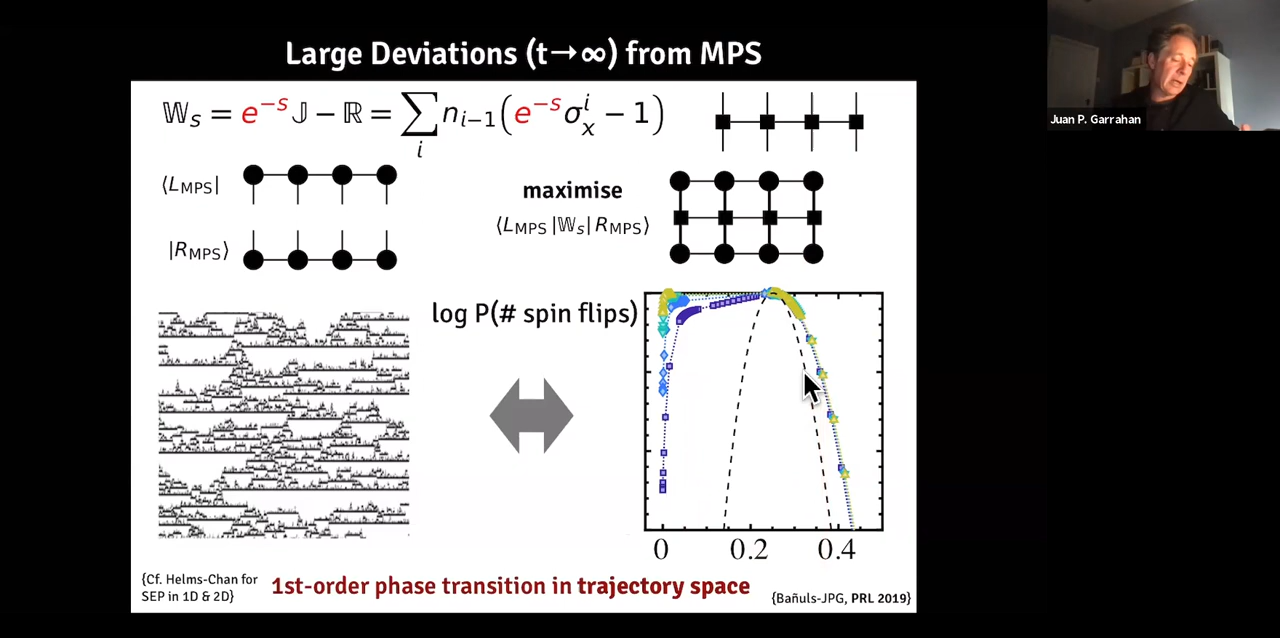 Large Deviations (t→∞) from MPS
𝕎ₛ = e⁻ˢ 𝕁 − ℝ = ∑ᵢ nᵢ₋₁(e⁻ˢ σₓⁱ − 1)
⟨L_MPS|
|R_MPS⟩
maximise
⟨L_MPS |𝕎ₛ| R_MPS⟩
log P(# spin flips)
0 0.2 0.4
{Cf. Helms-Chan for
SEP in 1D & 2D}
1st-order phase transition in trajectory space
{Bañuls-JPG, PRL 2019}
Juan P. Garrahan